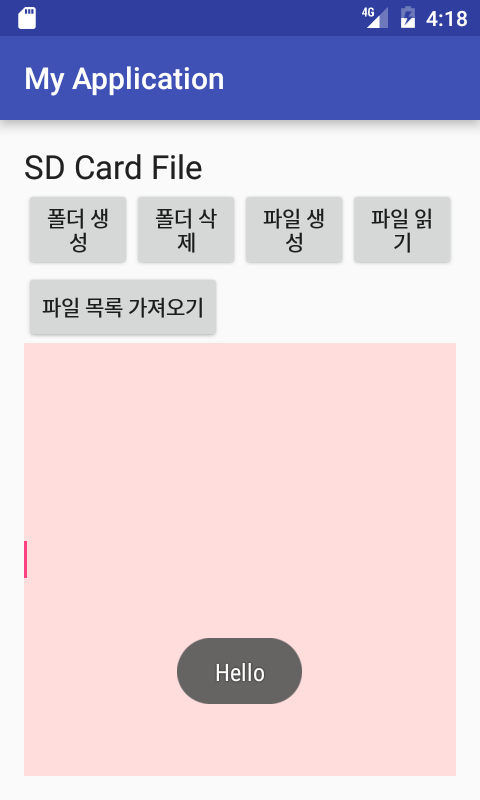 4G 4:18
My Application
SD Card File
폴더 생
성
폴더 삭
제
파일 생
성
파일 읽
기
파일 목록 가져오기
Hello